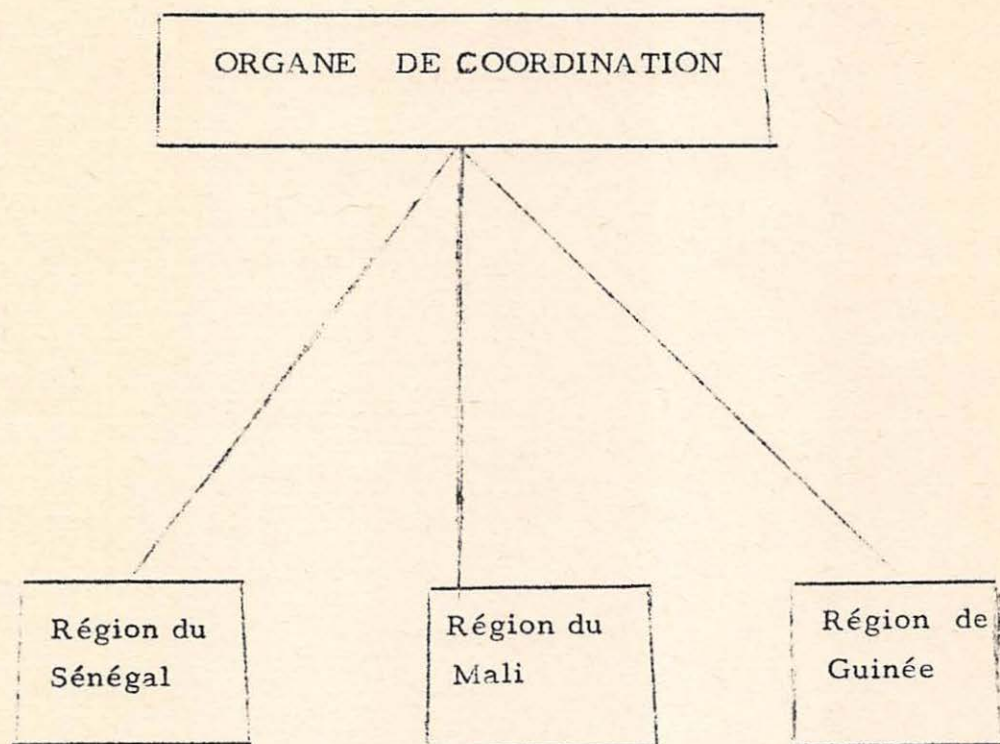 ORGANE DE COORDINATION
Région du
Sénégal
Région du
Mali
Région de
Guinée